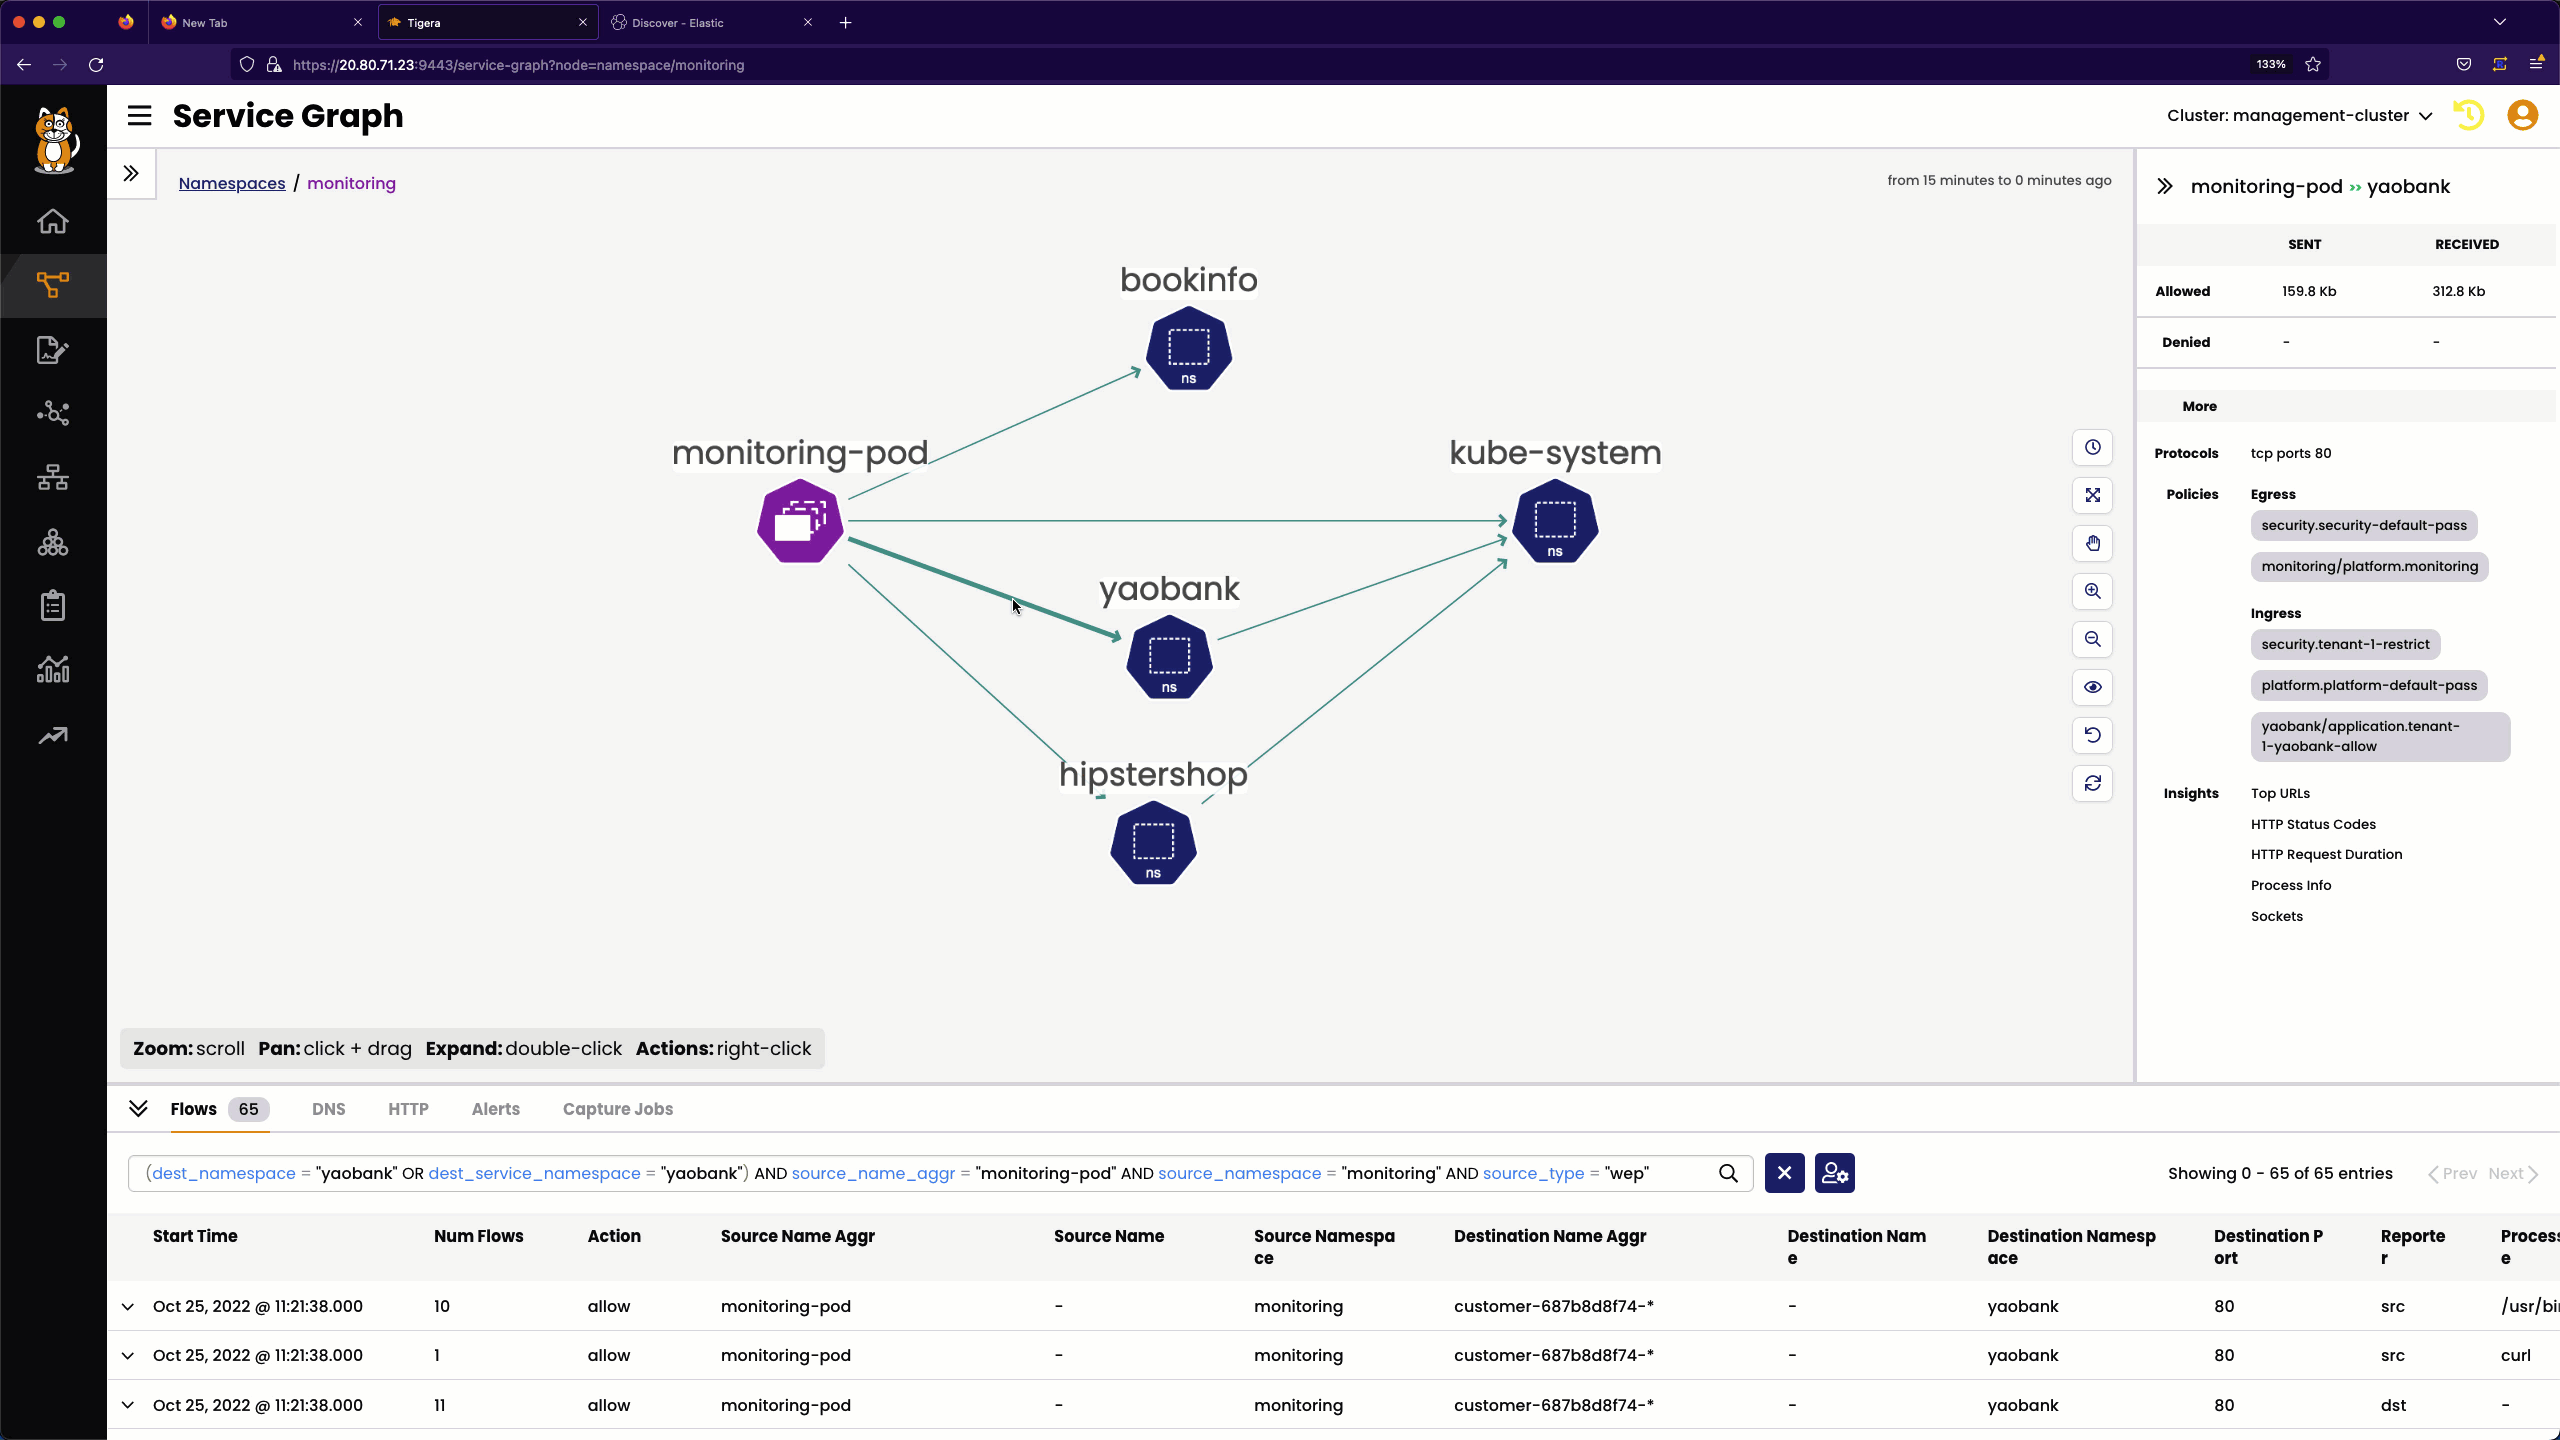 New Tab
Tigera
Discover - Elastic
https://20.80.71.23:9443/service-graph?node=namespace/monitoring
133%
Service Graph
Cluster: management-cluster
Namespaces / monitoring
from 15 minutes to 0 minutes ago
bookinfo
ns
monitoring-pod
kube-system
ns
yaobank
ns
hipstershop
ns
Zoom: scroll Pan: click + drag Expand: double-click Actions: right-click
monitoring-pod >> yaobank
SENT RECEIVED
Allowed 159.8 Kb 312.8 Kb
Denied - -
More
Protocols tcp ports 80
Policies Egress
security.security-default-pass
monitoring/platform.monitoring
Ingress
security.tenant-1-restrict
platform.platform-default-pass
yaobank/application.tenant-
1-yaobank-allow
Insights Top URLs
HTTP Status Codes
HTTP Request Duration
Process Info
Sockets
Flows 65 DNS HTTP Alerts Capture Jobs
(dest_namespace = "yaobank" OR dest_service_namespace = "yaobank") AND source_name_aggr = "monitoring-pod" AND source_namespace = "monitoring" AND source_type = "wep"
Showing 0 - 65 of 65 entries Prev Next
Start Time Num Flows Action Source Name Aggr Source Name Source Namespa Destination Name Aggr Destination Nam Destination Namesp Destination P Reporte Process
ce e ace ort r e
Oct 25, 2022 @ 11:21:38.000 10 allow monitoring-pod - monitoring customer-687b8d8f74-* - yaobank 80 src /usr/bi
Oct 25, 2022 @ 11:21:38.000 1 allow monitoring-pod - monitoring customer-687b8d8f74-* - yaobank 80 src curl
Oct 25, 2022 @ 11:21:38.000 11 allow monitoring-pod - monitoring customer-687b8d8f74-* - yaobank 80 dst -